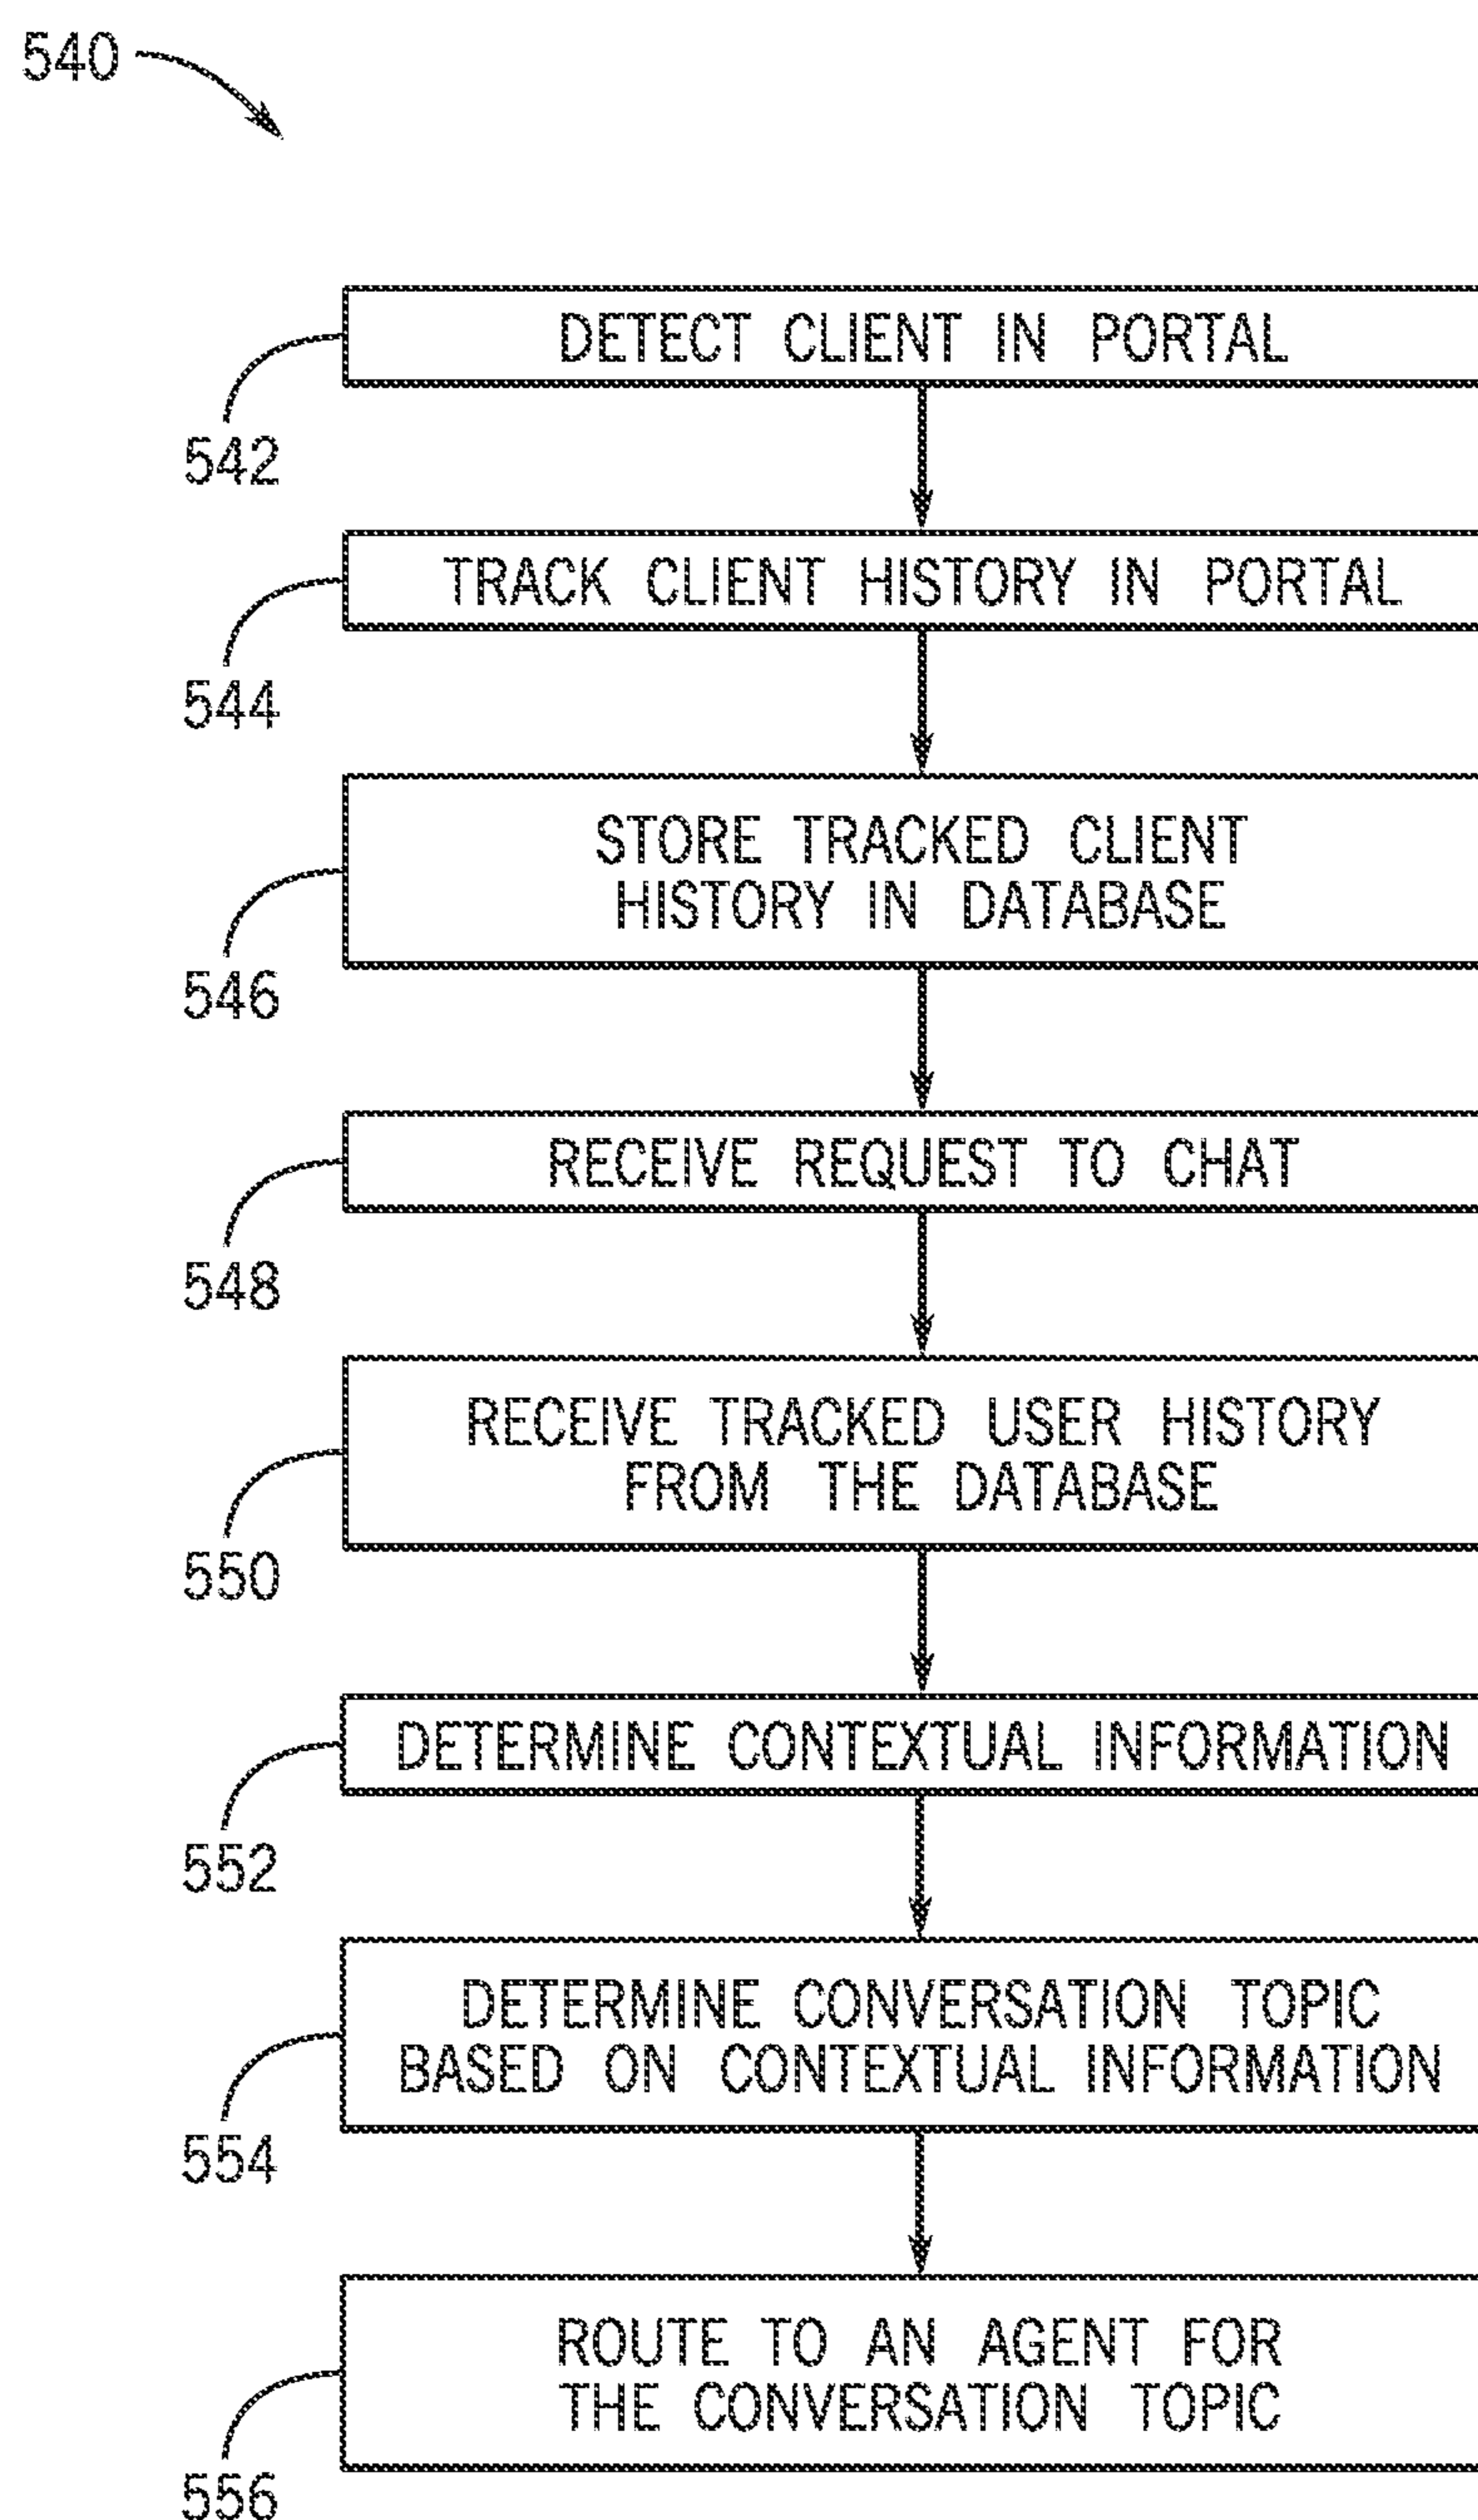 540
DETECT CLIENT IN PORTAL
542
TRACK CLIENT HISTORY IN PORTAL
544
STORE TRACKED CLIENT
HISTORY IN DATABASE
546
RECEIVE REQUEST TO CHAT
548
RECEIVE TRACKED USER HISTORY
FROM THE DATABASE
550
DETERMINE CONTEXTUAL INFORMATION
552
DETERMINE CONVERSATION TOPIC
BASED ON CONTEXTUAL INFORMATION
554
ROUTE TO AN AGENT FOR
THE CONVERSATION TOPIC
556